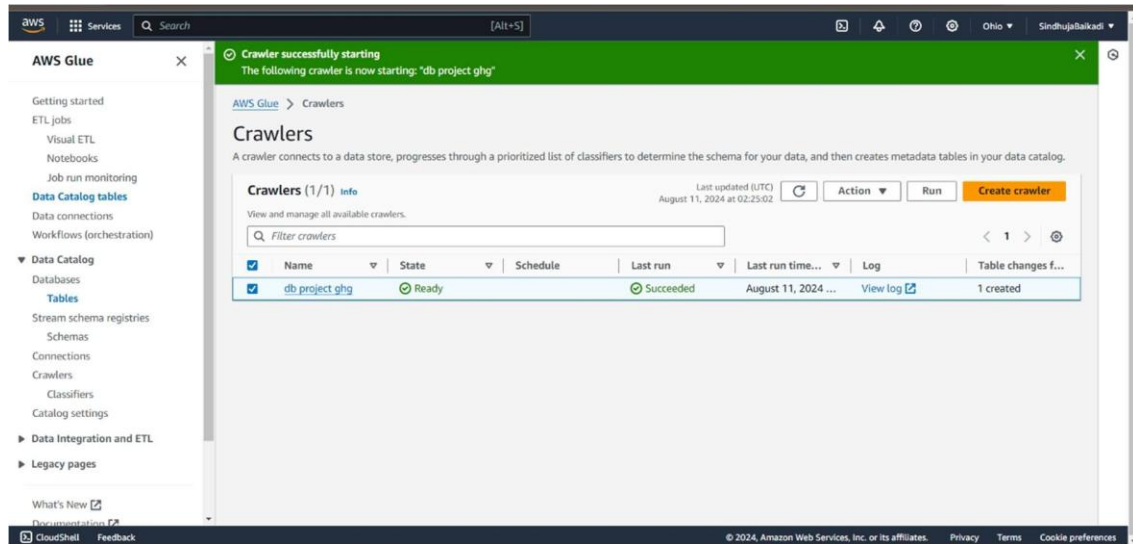 aws
Services
Search
[Alt+S]
Ohio
SindhujaBaikadi
AWS Glue
Getting started
ETL jobs
Visual ETL
Notebooks
Job run monitoring
Data Catalog tables
Data connections
Workflows (orchestration)
Data Catalog
Databases
Tables
Stream schema registries
Schemas
Connections
Crawlers
Classifiers
Catalog settings
Data Integration and ETL
Legacy pages
What's New
Documentation
Crawler successfully starting
The following crawler is now starting: "db project ghg"
AWS Glue > Crawlers
Crawlers
A crawler connects to a data store, progresses through a prioritized list of classifiers to determine the schema for your data, and then creates metadata tables in your data catalog.
Crawlers (1/1) Info
View and manage all available crawlers.
Last updated (UTC)
August 11, 2024 at 02:25:02
Action
Run
Create crawler
Filter crawlers
1
Name State Schedule Last run Last run time... Log Table changes f...
db project ghg Ready Succeeded August 11, 2024 ... View log 1 created
CloudShell Feedback
© 2024, Amazon Web Services, Inc. or its affiliates. Privacy Terms Cookie preferences